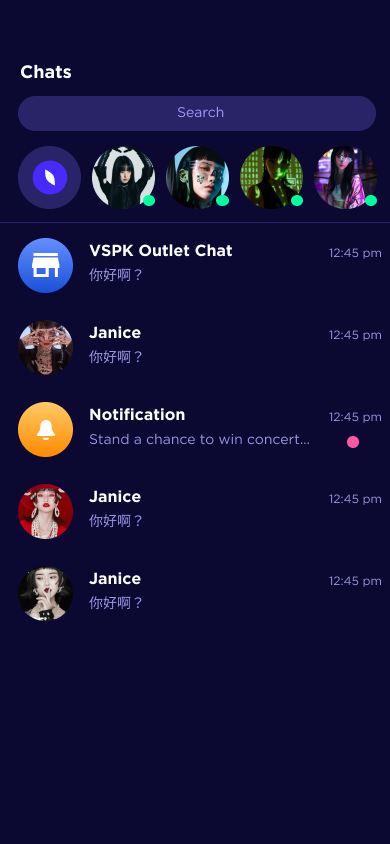 Chats
Search
VSPK Outlet Chat
12:45 pm
你好啊？
Janice
12:45 pm
你好啊？
Notification
12:45 pm
Stand a chance to win concert...
Janice
12:45 pm
你好啊？
Janice
12:45 pm
你好啊？